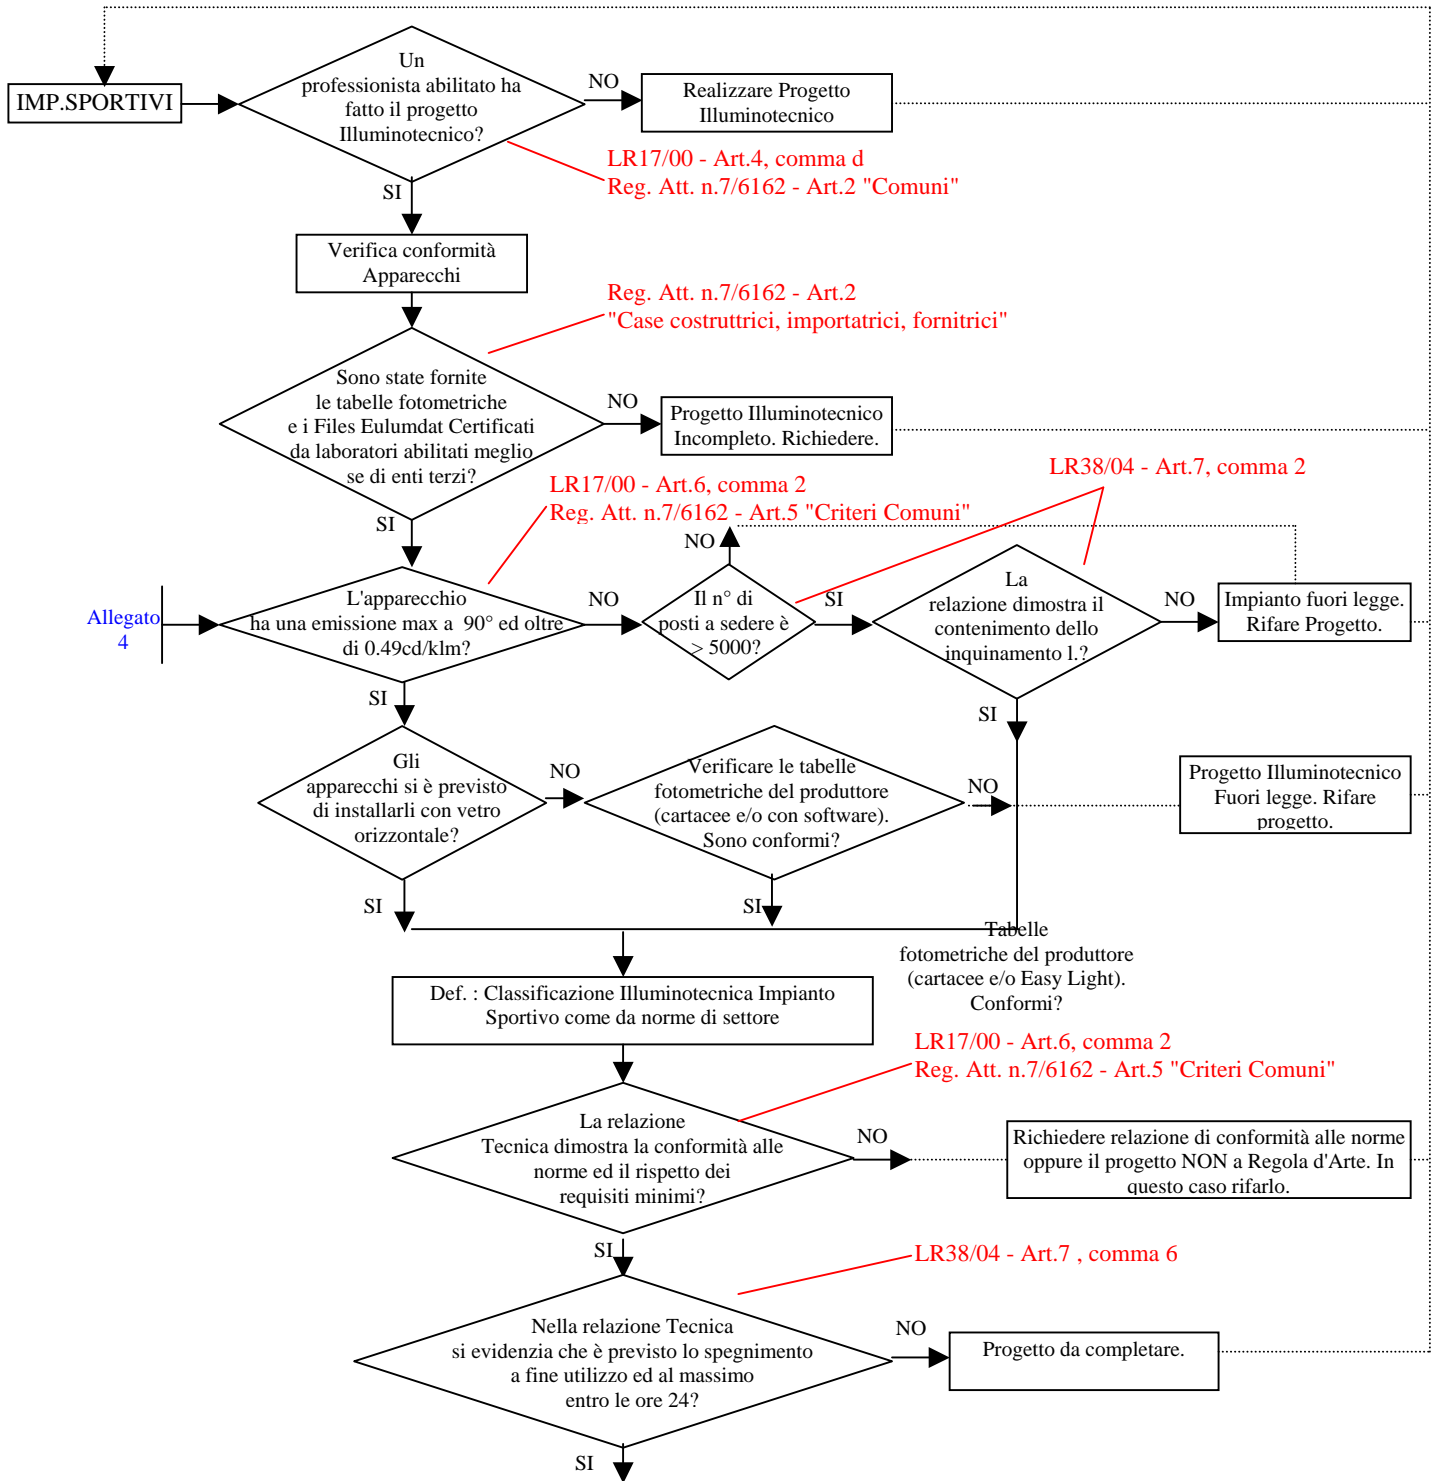 IMP.SPORTIVI
Un
professionista abilitato ha
fatto il progetto
Illuminotecnico?
NO
Realizzare Progetto
Illuminotecnico
LR17/00 - Art.4, comma d
Reg. Att. n.7/6162 - Art.2 "Comuni"
SI
Verifica conformità
Apparecchi
Reg. Att. n.7/6162 - Art.2
"Case costruttrici, importatrici, fornitrici"
Sono state fornite
le tabelle fotometriche
e i Files Eulumdat Certificati
da laboratori abilitati meglio
se di enti terzi?
NO
Progetto Illuminotecnico
Incompleto. Richiedere.
LR38/04 - Art.7, comma 2
LR17/00 - Art.6, comma 2
Reg. Att. n.7/6162 - Art.5 "Criteri Comuni"
SI
NO
Allegato
4
L'apparecchio
ha una emissione max a 90° ed oltre
di 0.49cd/klm?
NO
Il n° di
posti a sedere è
> 5000?
SI
La
relazione dimostra il
contenimento dello
inquinamento l.?
NO
Impianto fuori legge.
Rifare Progetto.
SI
SI
Gli
apparecchi si è previsto
di installarli con vetro
orizzontale?
NO
Verificare le tabelle
fotometriche del produttore
(cartacee e/o con software).
Sono conformi?
NO
Progetto Illuminotecnico
Fuori legge. Rifare
progetto.
SI
SI
Tabelle
fotometriche del produttore
(cartacee e/o Easy Light).
Conformi?
Def. : Classificazione Illuminotecnica Impianto
Sportivo come da norme di settore
LR17/00 - Art.6, comma 2
Reg. Att. n.7/6162 - Art.5 "Criteri Comuni"
La relazione
Tecnica dimostra la conformità alle
norme ed il rispetto dei
requisiti minimi?
NO
Richiedere relazione di conformità alle norme
oppure il progetto NON a Regola d'Arte. In
questo caso rifarlo.
SI
LR38/04 - Art.7 , comma 6
Nella relazione Tecnica
si evidenzia che è previsto lo spegnimento
a fine utilizzo ed al massimo
entro le ore 24?
NO
Progetto da completare.
SI